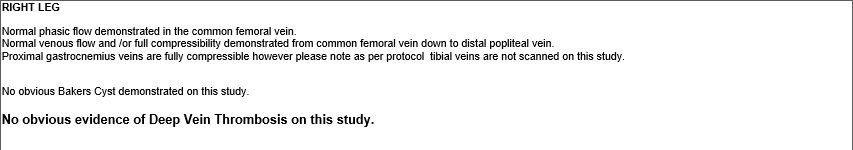 RIGHT LEG
Normal phasic flow demonstrated in the common femoral vein.
Normal venous flow and /or full compressibility demonstrated from common femoral vein down to distal popliteal vein.
Proximal gastrocnemius veins are fully compressible however please note as per protocol  tibial veins are not scanned on this study.
No obvious Bakers Cyst demonstrated on this study.
No obvious evidence of Deep Vein Thrombosis on this study.